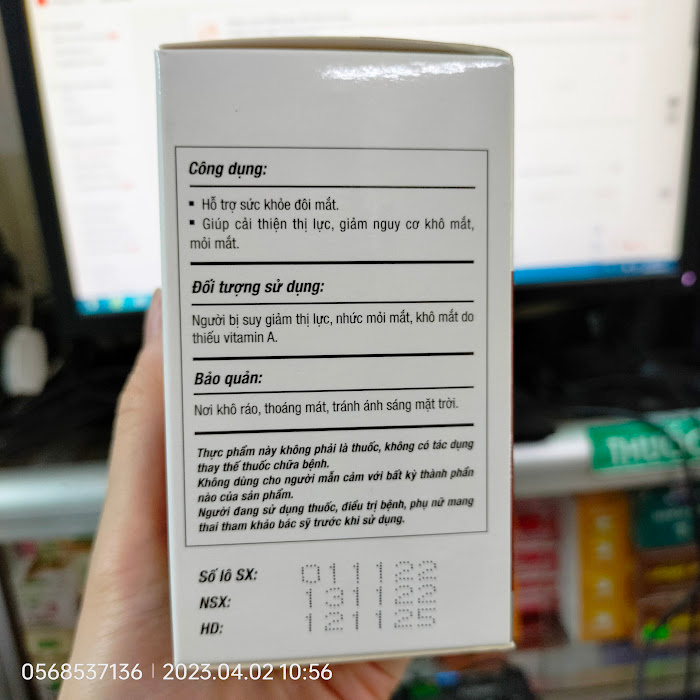 Công dụng:
▪ Hỗ trợ sức khỏe đôi mắt.
▪ Giúp cải thiện thị lực, giảm nguy cơ khô mắt,
mỏi mắt.
Đối tượng sử dụng:
Người bị suy giảm thị lực, nhức mỏi mắt, khô mắt do
thiếu vitamin A.
Bảo quản:
Nơi khô ráo, thoáng mát, tránh ánh sáng mặt trời.
Thực phẩm này không phải là thuốc, không có tác dụng
thay thế thuốc chữa bệnh.
Không dùng cho người mẫn cảm với bất kỳ thành phần
nào của sản phẩm.
Người đang sử dụng thuốc, điều trị bệnh, phụ nữ mang
thai tham khảo bác sỹ trước khi sử dụng.
Số lô SX: 011122
NSX: 131122
HD: 121125
THUỐC
0568537136 | 2023.04.02 10:56